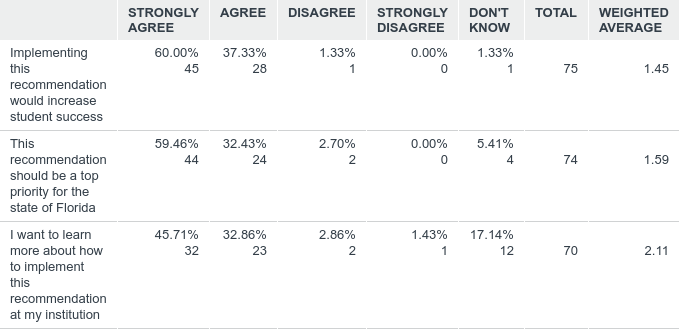 STRONGLY AGREE AGREE DISAGREE STRONGLY DISAGREE DON'T KNOW TOTAL WEIGHTED AVERAGE
Implementing 60.00% 37.33% 1.33% 0.00% 1.33%
this 45 28 1 0 1 75 1.45
recommendation
would increase
student success
This 59.46% 32.43% 2.70% 0.00% 5.41%
recommendation 44 24 2 0 4 74 1.59
should be a top
priority for the
state of Florida
I want to learn 45.71% 32.86% 2.86% 1.43% 17.14%
more about how 32 23 2 1 12 70 2.11
to implement
this
recommendation
at my institution